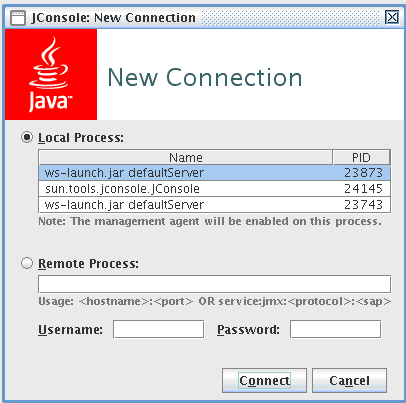 JConsole: New Connection
Java™
New Connection
Local Process:
Name PID
ws-launch.jar defaultServer 23873
sun.tools.jconsole.JConsole 24145
ws-launch.jar defaultServer 23743
Note: The management agent will be enabled on this process.
Remote Process:
Usage: <hostname>:<port> OR service:jmx:<protocol>:<sap>
Username: Password:
Connect Cancel